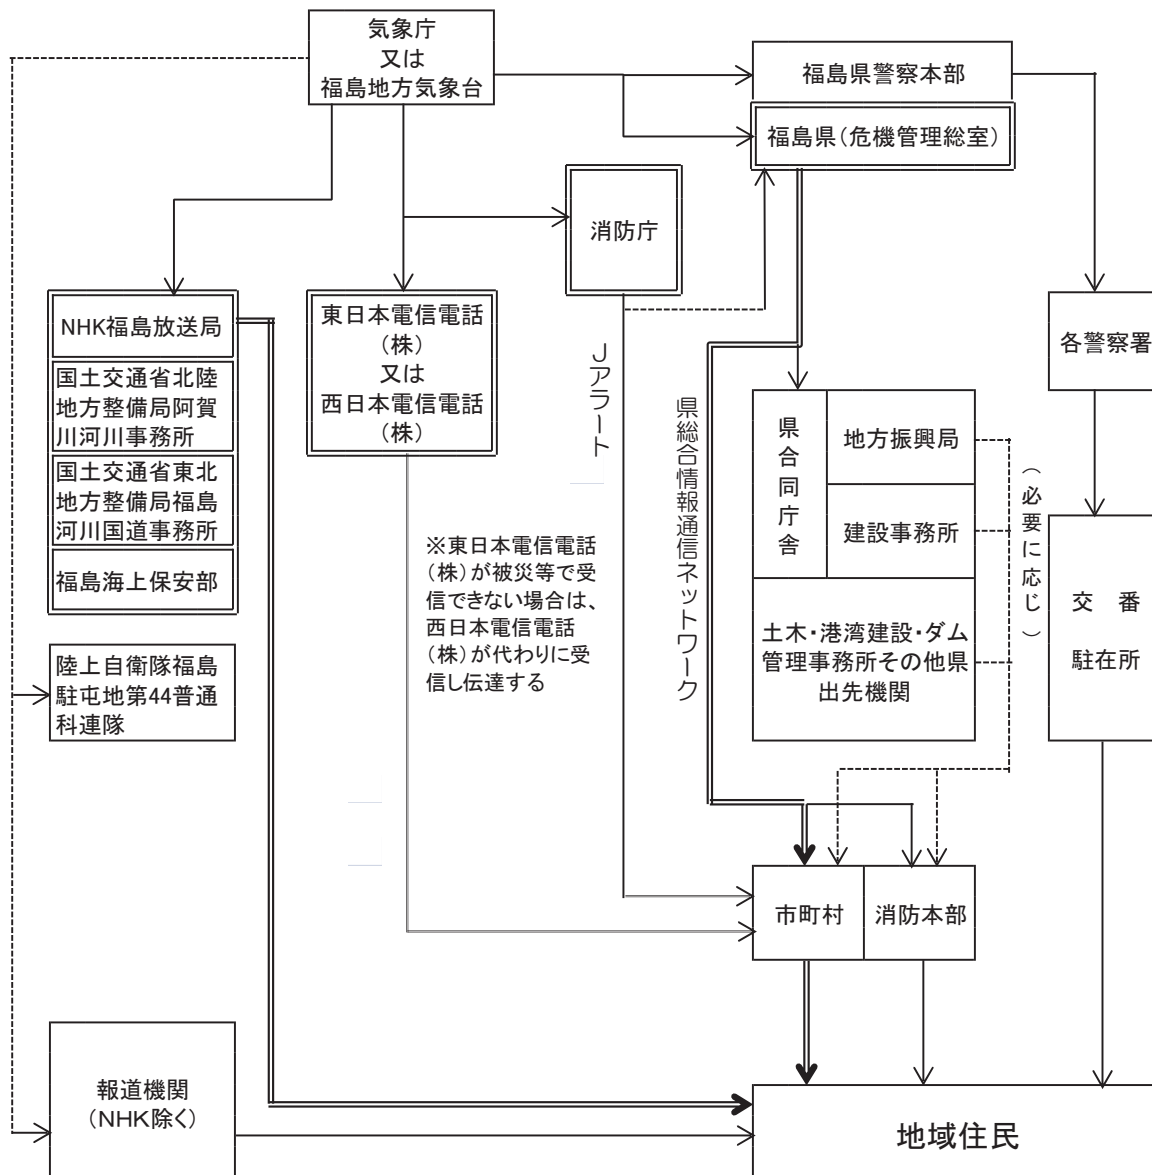 気象庁
又は
福島地方気象台
福島県警察本部
福島県（危機管理総室）
消防庁
NHK福島放送局
国土交通省北陸
地方整備局阿賀
川河川事務所
国土交通省東北
地方整備局福島
河川国道事務所
福島海上保安部
東日本電信電話
（株）
又は
西日本電信電話
（株）
Jアラート
県総合情報通信ネットワーク
各警察署
県合同庁舎
地方振興局
建設事務所
土木・港湾建設・ダム
管理事務所その他県
出先機関
（必要に応じ）
交　番
駐在所
※東日本電信電話
（株）が被災等で受
信できない場合は、
西日本電信電話
（株）が代わりに受
信し伝達する
陸上自衛隊福島
駐屯地第44普通
科連隊
市町村
消防本部
報道機関
（NHK除く）
地域住民